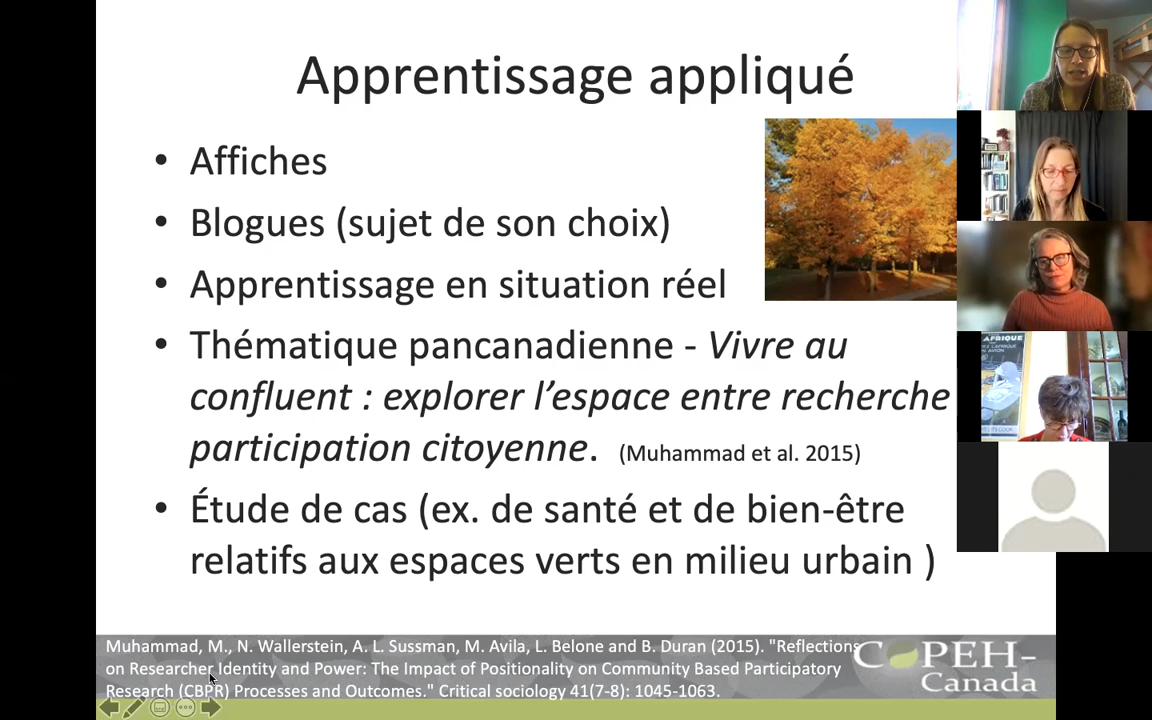 Apprentissage appliqué
• Affiches
• Blogues (sujet de son choix)
• Apprentissage en situation réel
• Thématique pancanadienne - Vivre au
confluent : explorer l’espace entre recherche
participation citoyenne. (Muhammad et al. 2015)
• Étude de cas (ex. de santé et de bien-être
relatifs aux espaces verts en milieu urbain )
Muhammad, M., N. Wallerstein, A. L. Sussman, M. Avila, L. Belone and B. Duran (2015). "Reflections
on Researcher Identity and Power: The Impact of Positionality on Community Based Participatory
Research (CBPR) Processes and Outcomes." Critical sociology 41(7-8): 1045-1063.
COPEH-
Canada
AFRIQUE